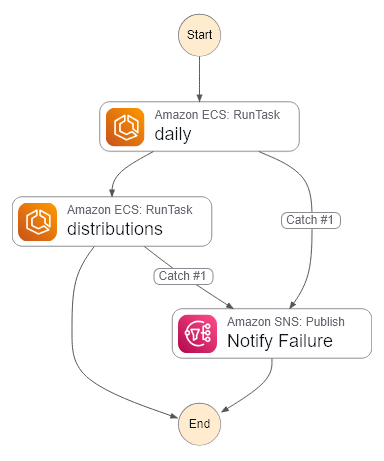 Start
Amazon ECS: RunTask
daily
Amazon ECS: RunTask
distributions
Catch #1
Catch #1
Amazon SNS: Publish
Notify Failure
End